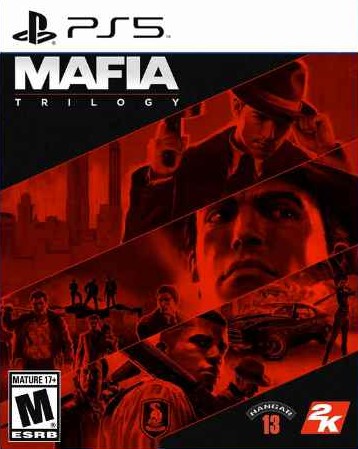 PS5
MAFIA
TRILOGY
MATURE 17+
M
ESRB
HANGAR
13
2K